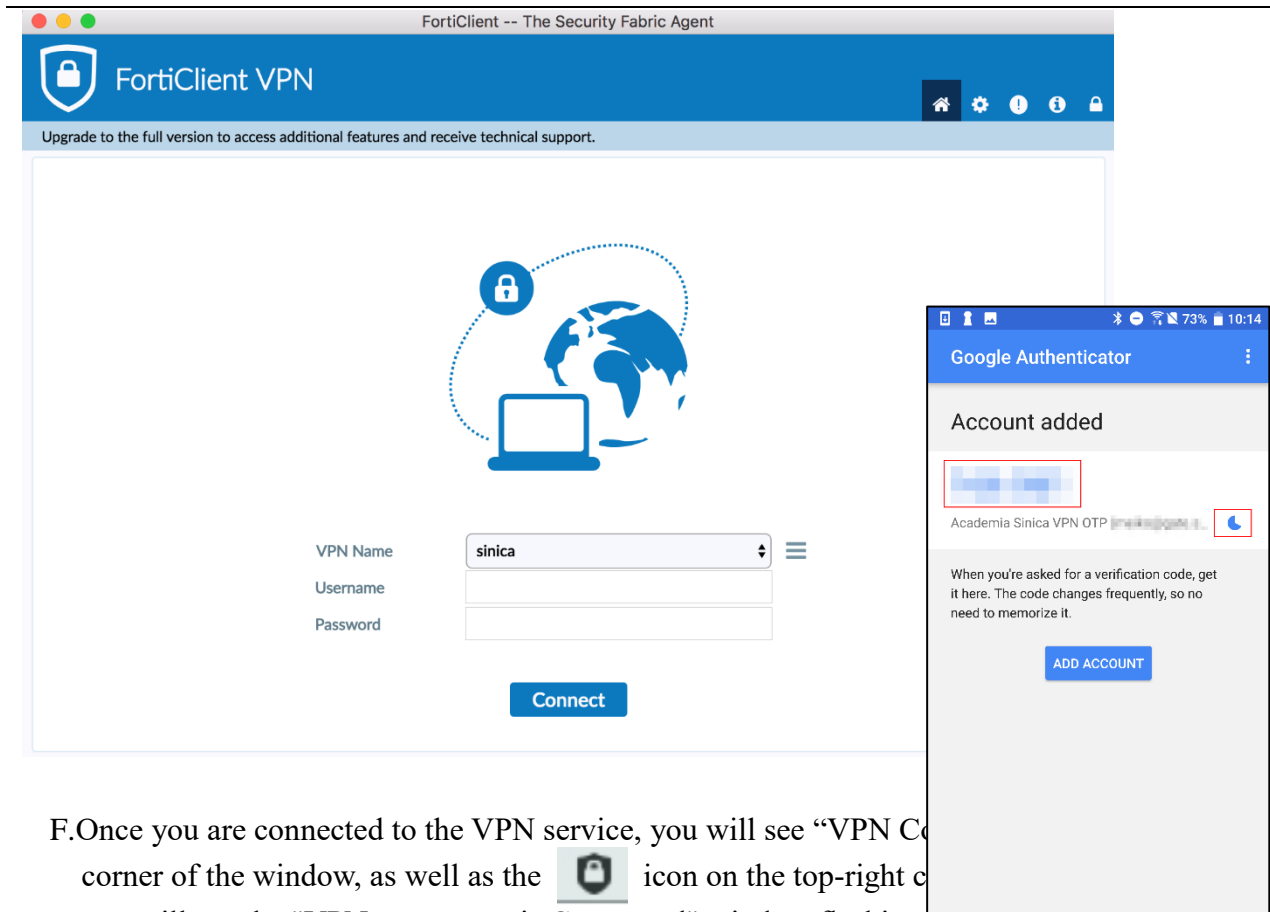 FortiClient -- The Security Fabric Agent
FortiClient VPN
Upgrade to the full version to access additional features and receive technical support.
VPN Name
sinica
Username
Password
Connect
73% 10:14
Google Authenticator
Account added
Academia Sinica VPN OTP
When you're asked for a verification code, get
it here. The code changes frequently, so no
need to memorize it.
ADD ACCOUNT
F.Once you are connected to the VPN service, you will see “VPN
corner of the window, as well as the icon on the top-right